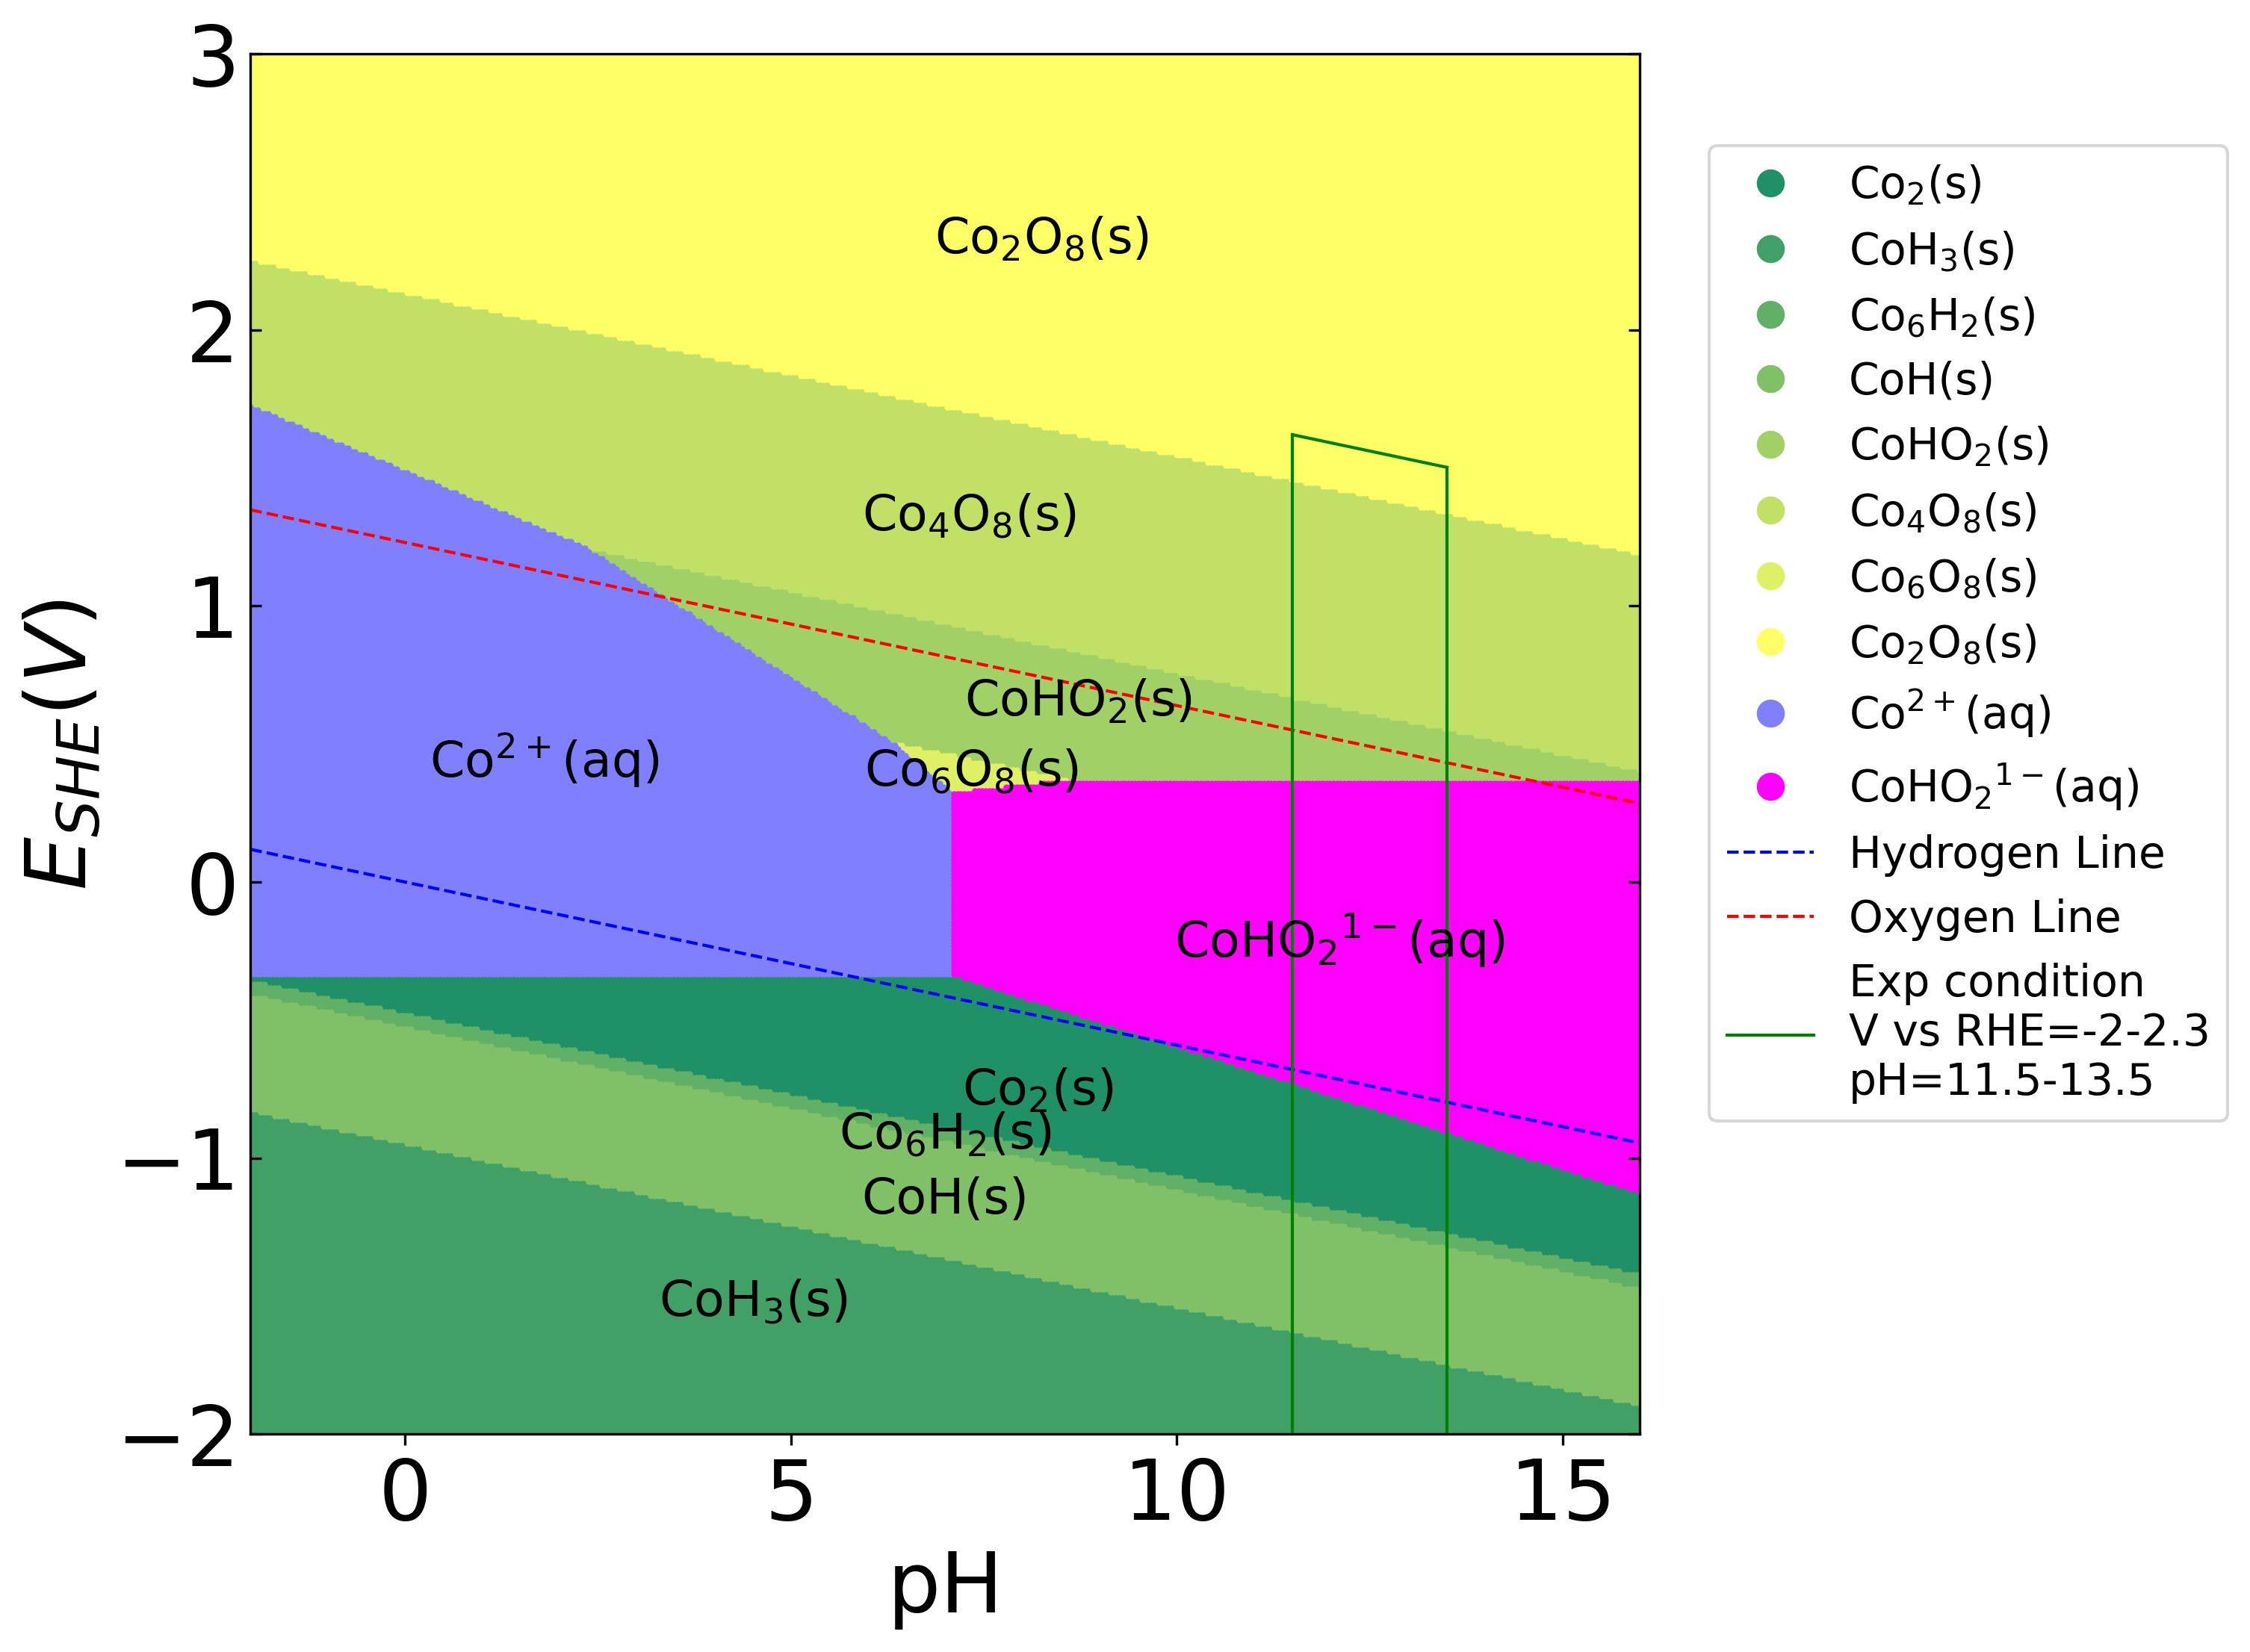 3
2
1
0
−1
−2
E_SHE(V)
0 5 10 15
pH
Co₂O₈(s)
Co₄O₈(s)
CoHO₂(s)
Co²⁺(aq)
Co₆O₈(s)
CoHO₂¹⁻(aq)
Co₂(s)
Co₆H₂(s)
CoH(s)
CoH₃(s)
Co₂(s)
CoH₃(s)
Co₆H₂(s)
CoH(s)
CoHO₂(s)
Co₄O₈(s)
Co₆O₈(s)
Co₂O₈(s)
Co²⁺(aq)
CoHO₂¹⁻(aq)
Hydrogen Line
Oxygen Line
Exp condition
V vs RHE=-2-2.3
pH=11.5-13.5